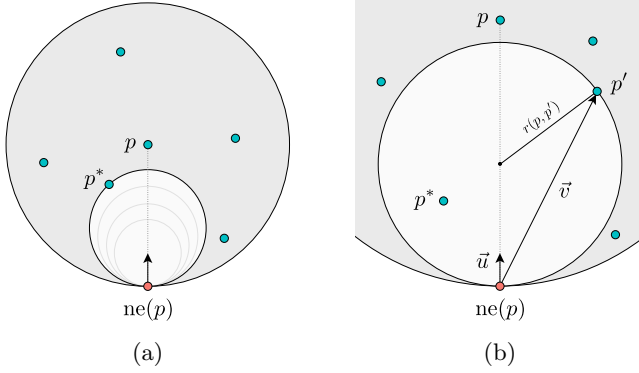 p
p*
ne(p)
(a)
p
p′
r(p, p′)
p*
v⃗
u⃗
ne(p)
(b)